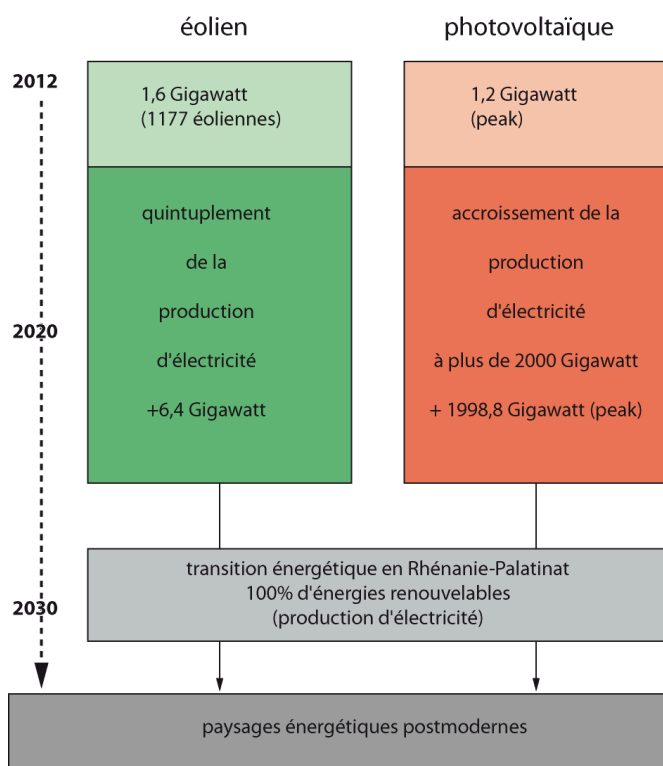 éolien
photovoltaïque
2012
1,6 Gigawatt
(1177 éoliennes)
1,2 Gigawatt
(peak)
quintuplement
de la
production
d'électricité
+6,4 Gigawatt
accroissement de la
production
d'électricité
à plus de 2000 Gigawatt
+ 1998,8 Gigawatt (peak)
2020
transition énergétique en Rhénanie-Palatinat
100% d'énergies renouvelables
(production d'électricité)
2030
paysages énergétiques postmodernes